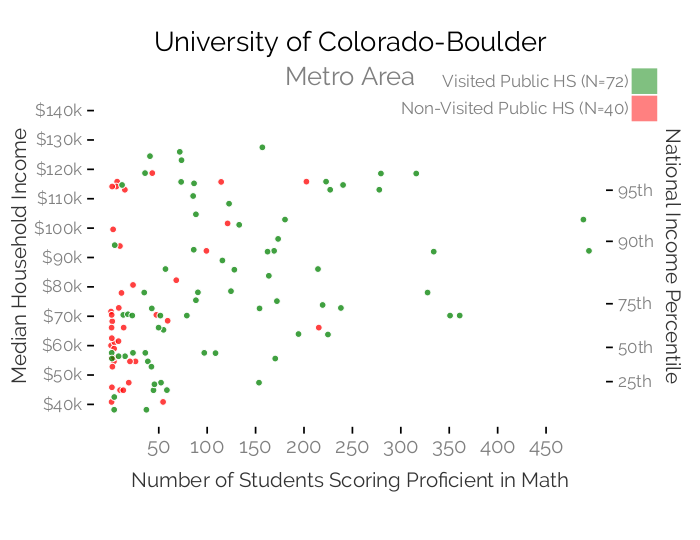 University of Colorado-Boulder
Metro Area
Visited Public HS (N=72)
Non-Visited Public HS (N=40)
Median Household Income
$140k
$130k
$120k
$110k
$100k
$90k
$80k
$70k
$60k
$50k
$40k
National Income Percentile
95th
90th
75th
50th
25th
50 100 150 200 250 300 350 400 450
Number of Students Scoring Proficient in Math